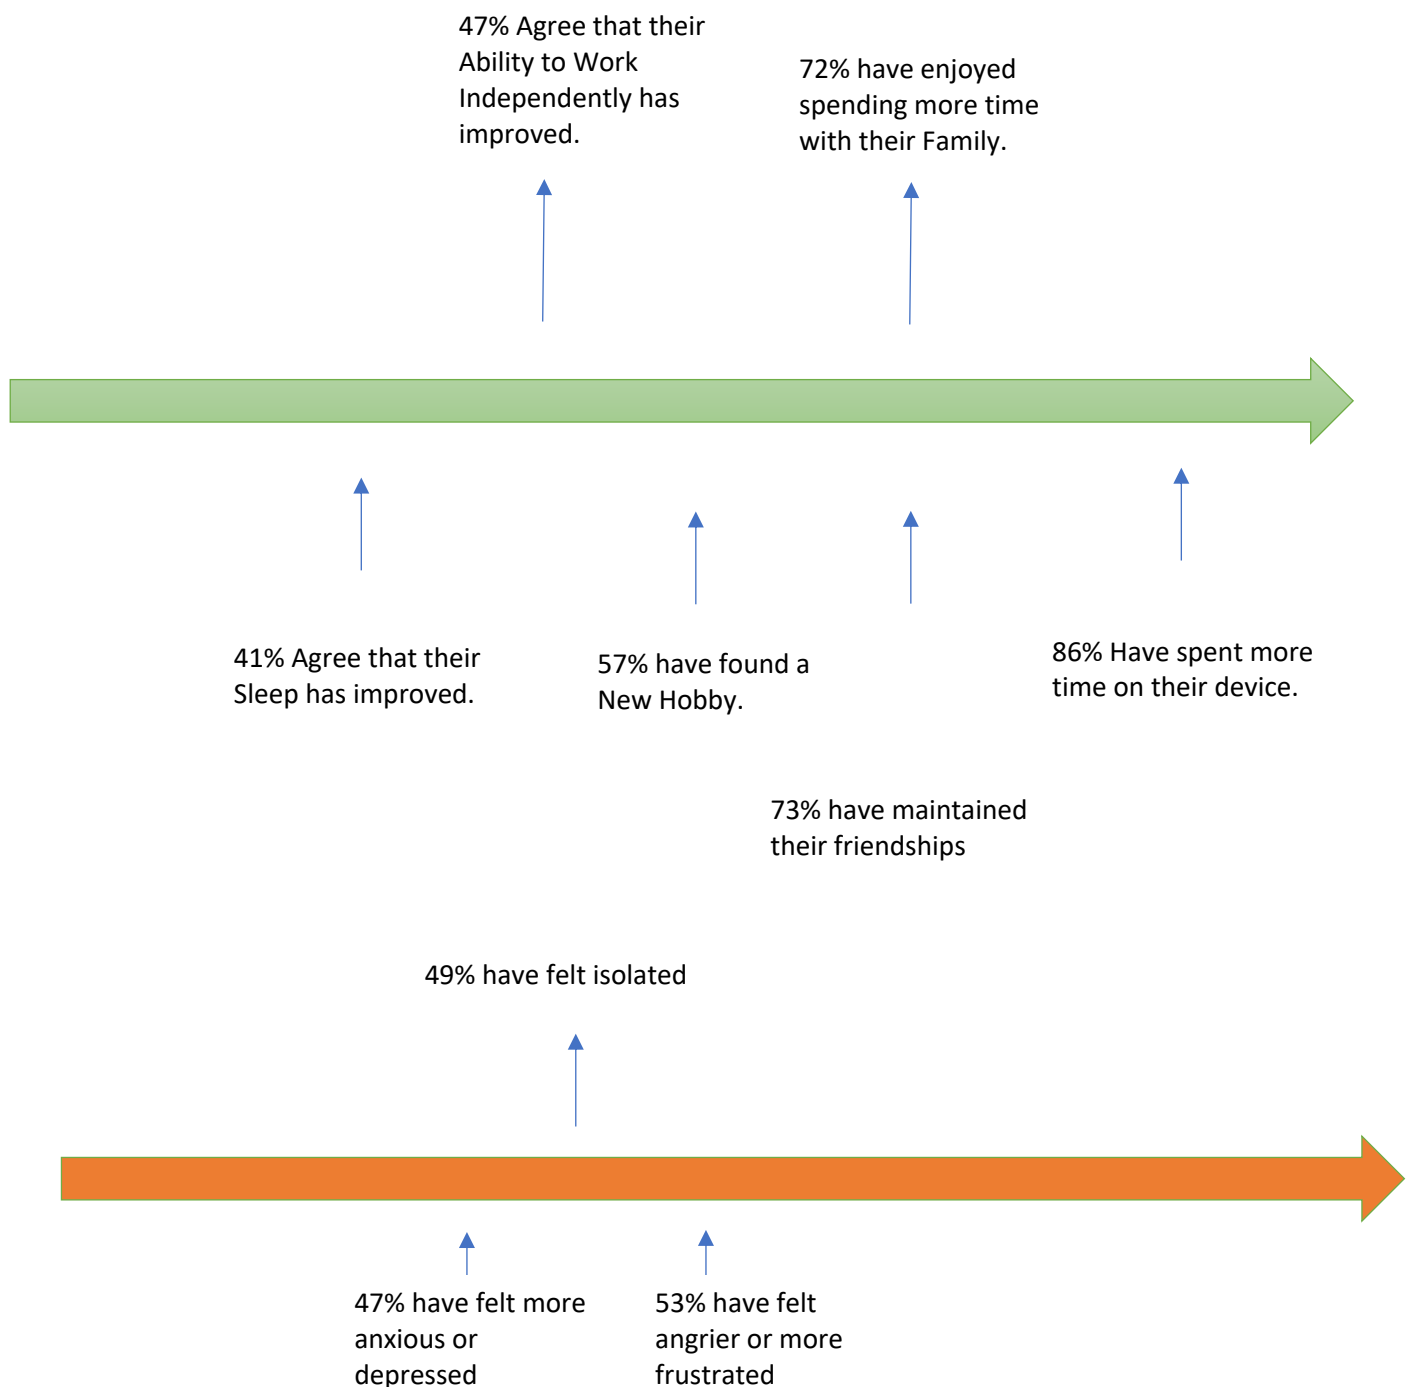 47% Agree that their
Ability to Work
Independently has
improved.
72% have enjoyed
spending more time
with their Family.
41% Agree that their
Sleep has improved.
57% have found a
New Hobby.
86% Have spent more
time on their device.
73% have maintained
their friendships
49% have felt isolated
47% have felt more
anxious or
depressed
53% have felt
angrier or more
frustrated